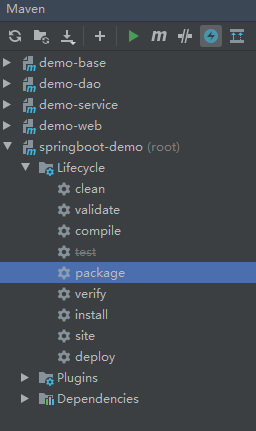 Maven
demo-base
demo-dao
demo-service
demo-web
springboot-demo (root)
Lifecycle
clean
validate
compile
test
package
verify
install
site
deploy
Plugins
Dependencies